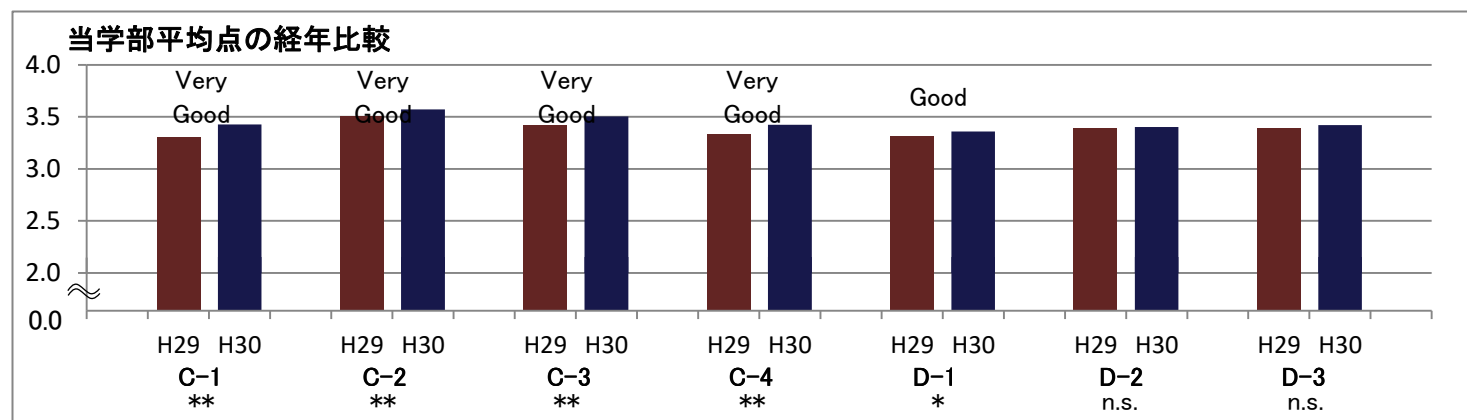 当学部平均点の経年比較
4.0
3.5
3.0
2.5
2.0
0.0
Very Good
Very Good
Very Good
Very Good
Good
H29 H30 H29 H30 H29 H30 H29 H30 H29 H30 H29 H30 H29 H30
C-1 C-2 C-3 C-4 D-1 D-2 D-3
** ** ** ** * n.s. n.s.